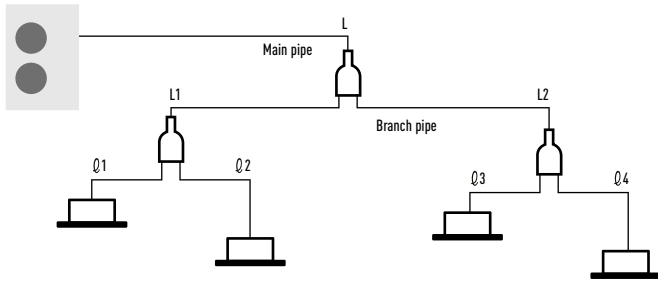 L
Main pipe
L1
L2
Branch pipe
ℓ1
ℓ2
ℓ3
ℓ4